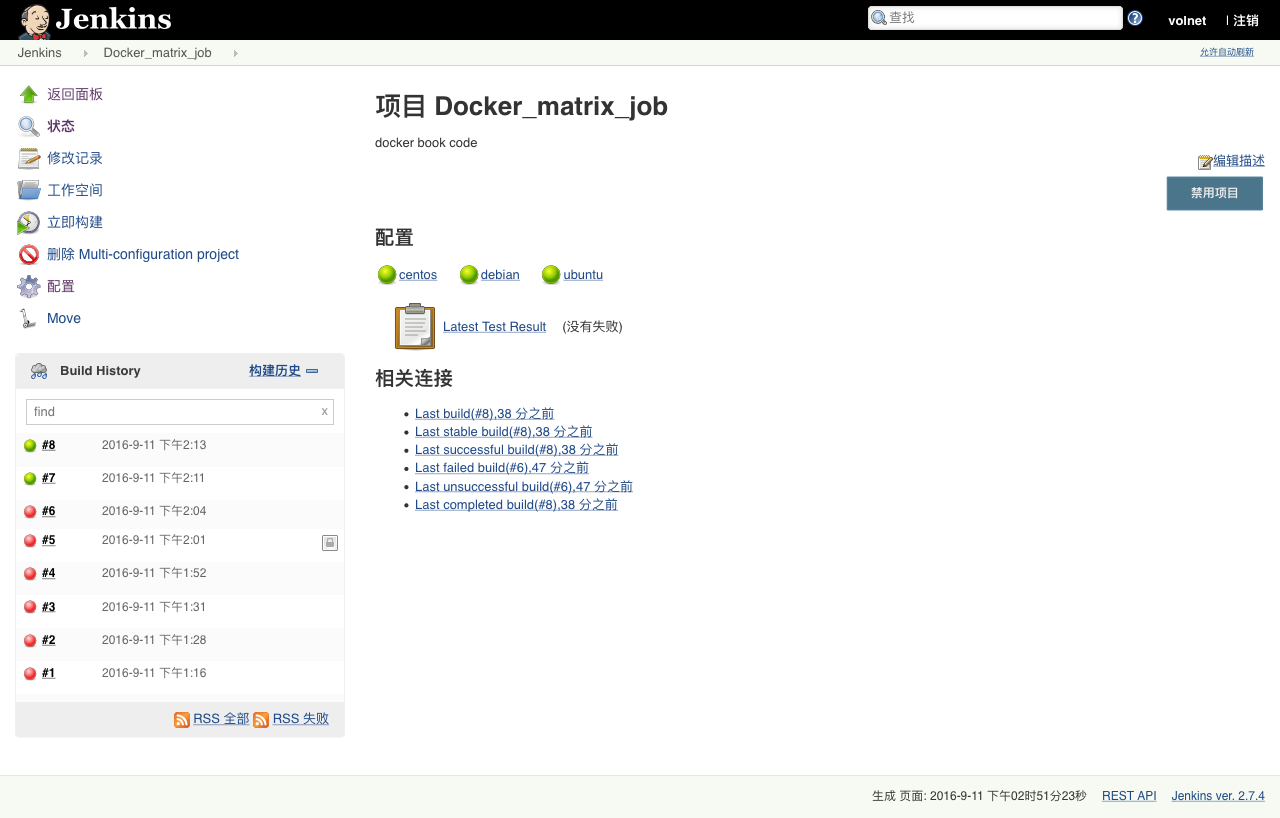 Jenkins
查找
volnet | 注销
Jenkins Docker_matrix_job
允许自动刷新
返回面板
状态
修改记录
工作空间
立即构建
删除 Multi-configuration project
配置
Move
Build History 构建历史
find x
#8 2016-9-11 下午2:13
#7 2016-9-11 下午2:11
#6 2016-9-11 下午2:04
#5 2016-9-11 下午2:01
#4 2016-9-11 下午1:52
#3 2016-9-11 下午1:31
#2 2016-9-11 下午1:28
#1 2016-9-11 下午1:16
RSS 全部 RSS 失败
项目 Docker_matrix_job
docker book code
编辑描述
禁用项目
配置
centos debian ubuntu
Latest Test Result (没有失败)
相关连接
Last build(#8),38 分之前
Last stable build(#8),38 分之前
Last successful build(#8),38 分之前
Last failed build(#6),47 分之前
Last unsuccessful build(#6),47 分之前
Last completed build(#8),38 分之前
生成 页面: 2016-9-11 下午02时51分23秒 REST API Jenkins ver. 2.7.4